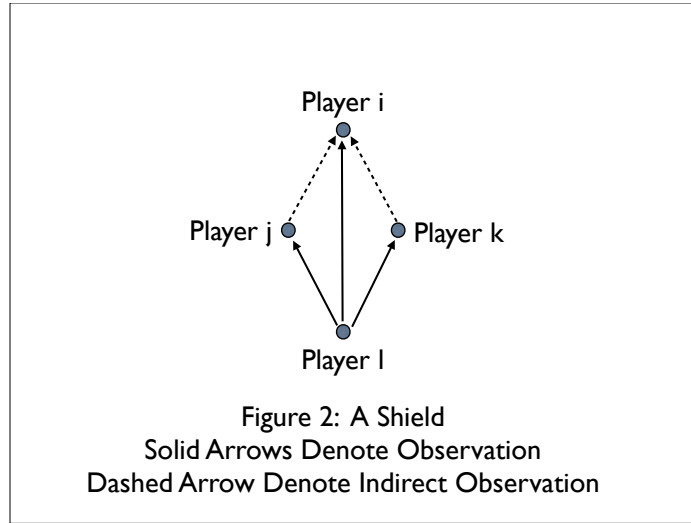 Player i
Player j
Player k
Player l
Figure 2: A Shield
Solid Arrows Denote Observation
Dashed Arrow Denote Indirect Observation